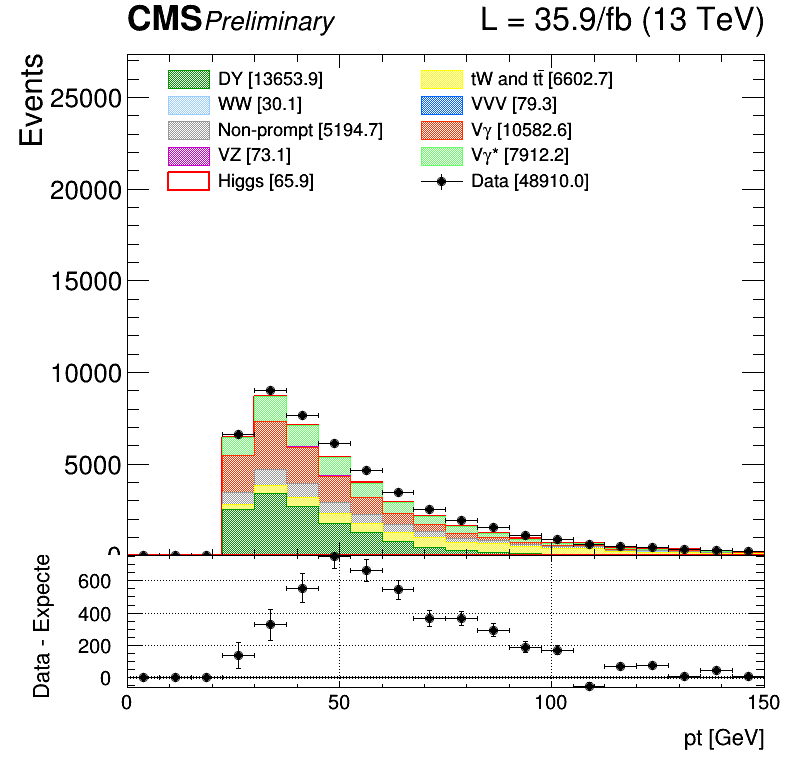 CMS Preliminary L = 35.9/fb (13 TeV)
Events
25000
20000
15000
10000
5000
0
DY [13653.9]
WW [30.1]
Non-prompt [5194.7]
VZ [73.1]
Higgs [65.9]
tW and tt̄ [6602.7]
VVV [79.3]
Vγ [10582.6]
Vγ* [7912.2]
Data [48910.0]
Data - Expecte
600
400
200
0
0 50 100 150
pt [GeV]